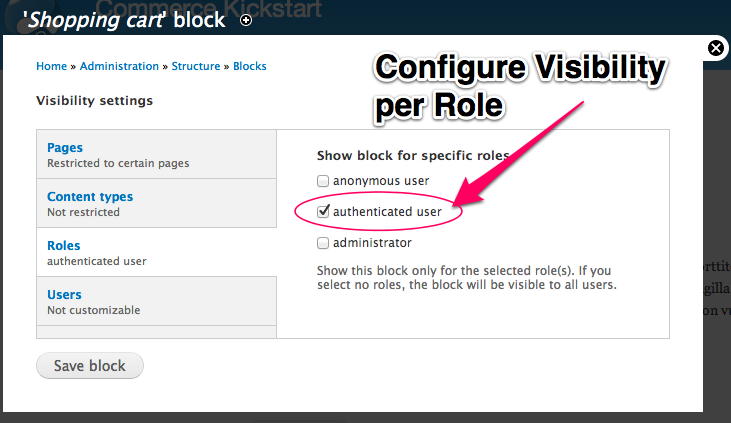 Commerce Kickstart
'Shopping cart' block
Home » Administration » Structure » Blocks
Configure Visibility
per Role
Visibility settings
Pages
Restricted to certain pages
Content types
Not restricted
Roles
authenticated user
Users
Not customizable
Show block for specific roles
anonymous user
authenticated user
administrator
Show this block only for the selected role(s). If you
select no roles, the block will be visible to all users.
Save block